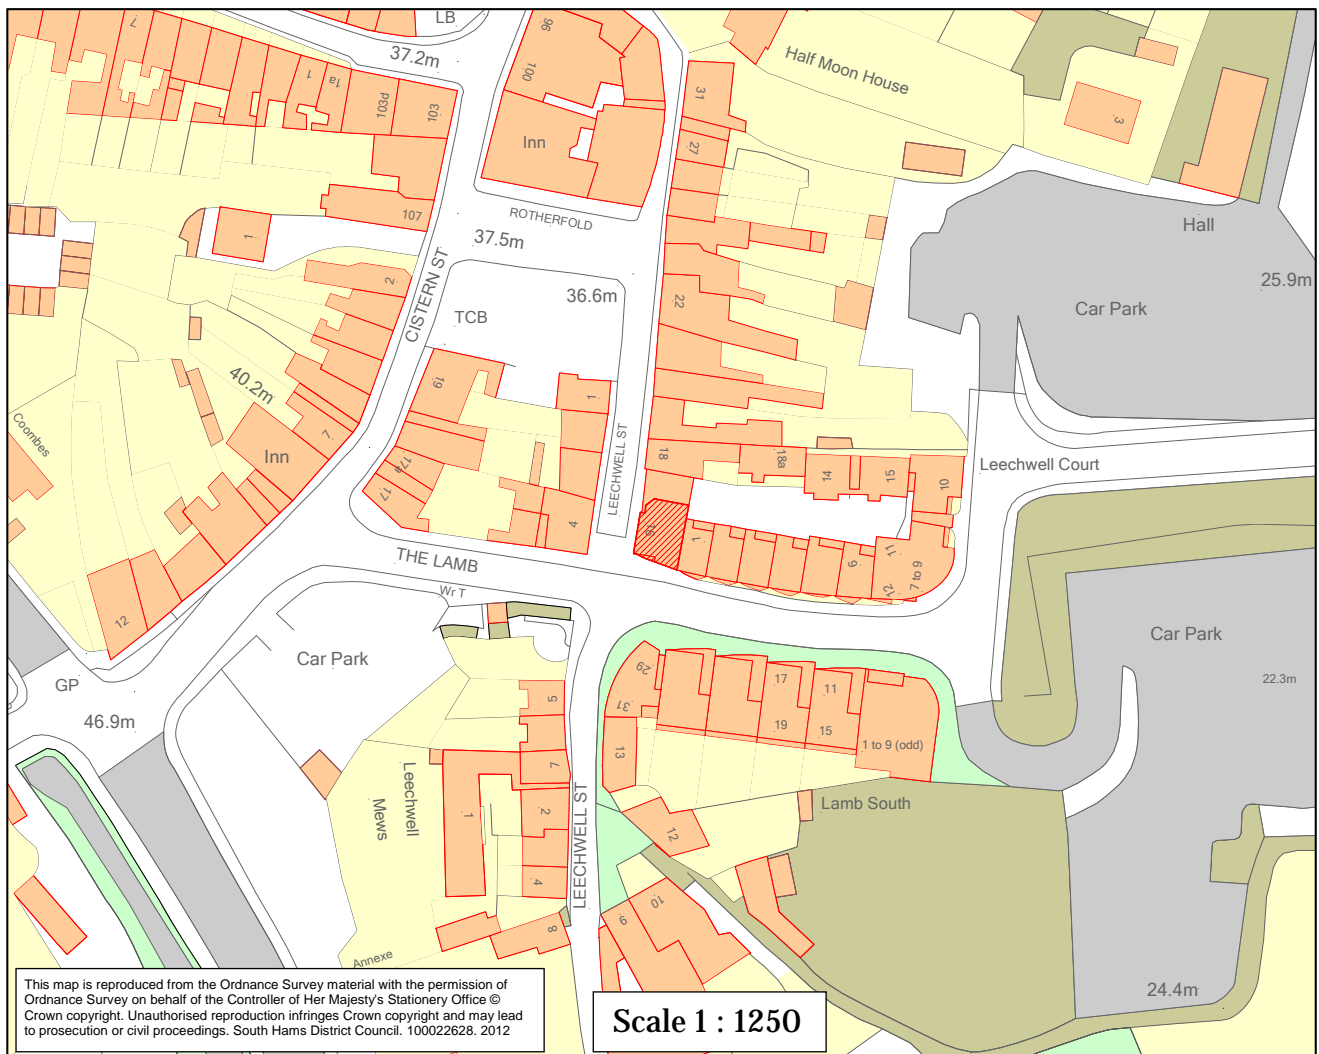 LB
7
96
37.2m
Half Moon House
1
1a
103d
103
100
31
3
Inn
27
107
ROTHERFOLD
Hall
1
37.5m
25.9m
2
CISTERN ST
36.6m
22
Car Park
TCB
40.2m
19
1
Coombes
7
Inn
17a
17
LEECHWELL ST
18
18a
14
15
10
Leechwell Court
4
16
1
6
11
12
7 to 9
THE LAMB
Wr T
12
Car Park
Car Park
29
17
11
GP
22.3m
46.9m
5
31
19
15
13
1 to 9 (odd)
7
Leechwell
Mews
1
2
LEECHWELL ST
Lamb South
12
4
10
9
8
Annexe
24.4m
This map is reproduced from the Ordnance Survey material with the permission of
Ordnance Survey on behalf of the Controller of Her Majesty's Stationery Office ©
Crown copyright. Unauthorised reproduction infringes Crown copyright and may lead
to prosecution or civil proceedings. South Hams District Council. 100022628. 2012
Scale 1 : 1250